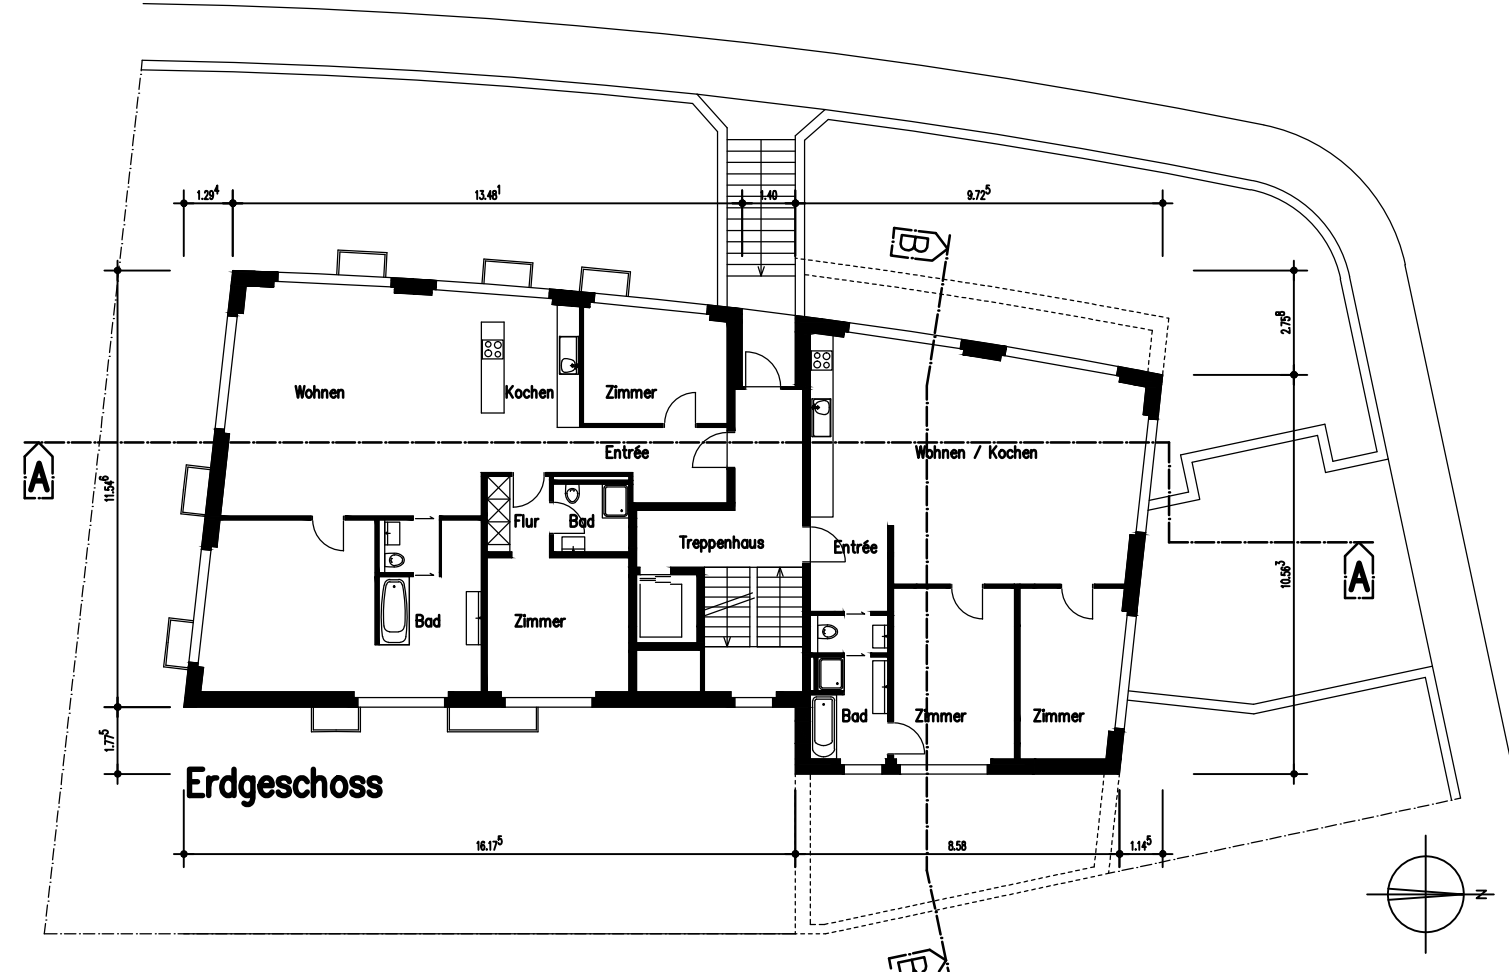 1.29⁴
13.48¹
1.40
9.72⁵
B
2.75⁸
Wohnen
Kochen
Zimmer
Entrée
Wohnen / Kochen
A
11.54⁶
Flur
Bad
Treppenhaus
Entrée
10.56³
A
Bad
Zimmer
Bad
Zimmer
Zimmer
1.77⁵
Erdgeschoss
16.17⁵
8.58
1.14⁵
N
B